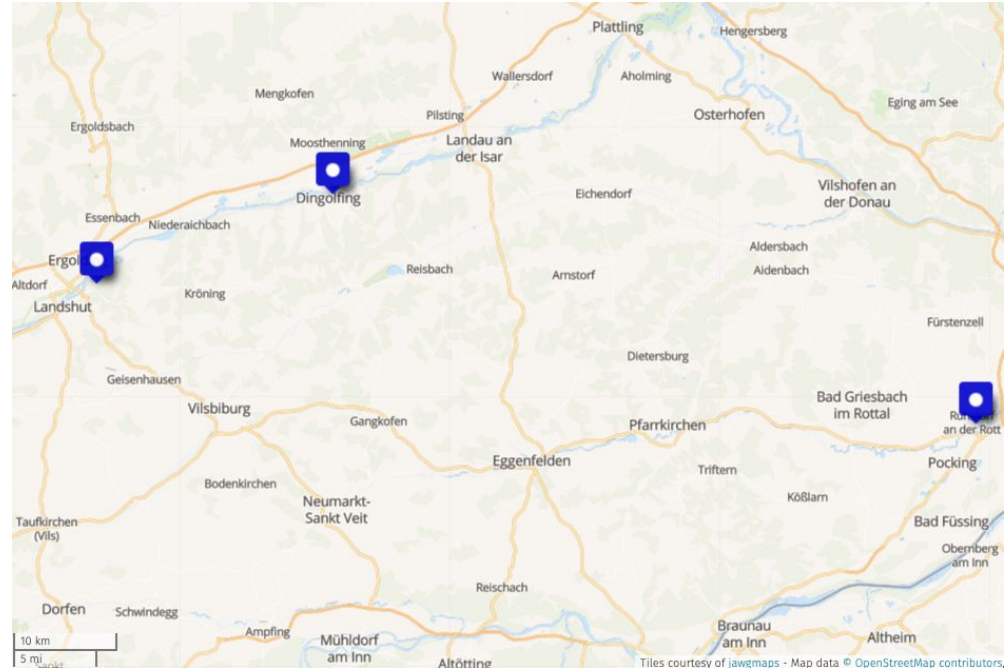 Plattling
Hengersberg
Wallersdorf
Aholming
Mengkofen
Eging am See
Pilsting
Osterhofen
Ergoldsbach
Moosthenning
Landau an
der Isar
Vilshofen an
der Donau
Eichendorf
Dingolfing
Essenbach
Niederaichbach
Aldersbach
Ergol
Reisbach
Arnstorf
Aidenbach
Altdorf
Kröning
Landshut
Fürstenzell
Dietersburg
Geisenhausen
Bad Griesbach
im Rottal
Vilsbiburg
Gangkofen
Pfarrkirchen
an der Rott
Eggenfelden
Triftern
Pocking
Bodenkirchen
Neumarkt-
Sankt Veit
Kößlarn
Taufkirchen
(Vils)
Bad Füssing
Obernberg
am Inn
Reischach
Dorfen
Schwindegg
Ampfing
Mühldorf
am Inn
Braunau
am Inn
Altheim
Altötting
10 km
5 mi
Tiles courtesy of jawgmaps - Map data © OpenStreetMap contributors